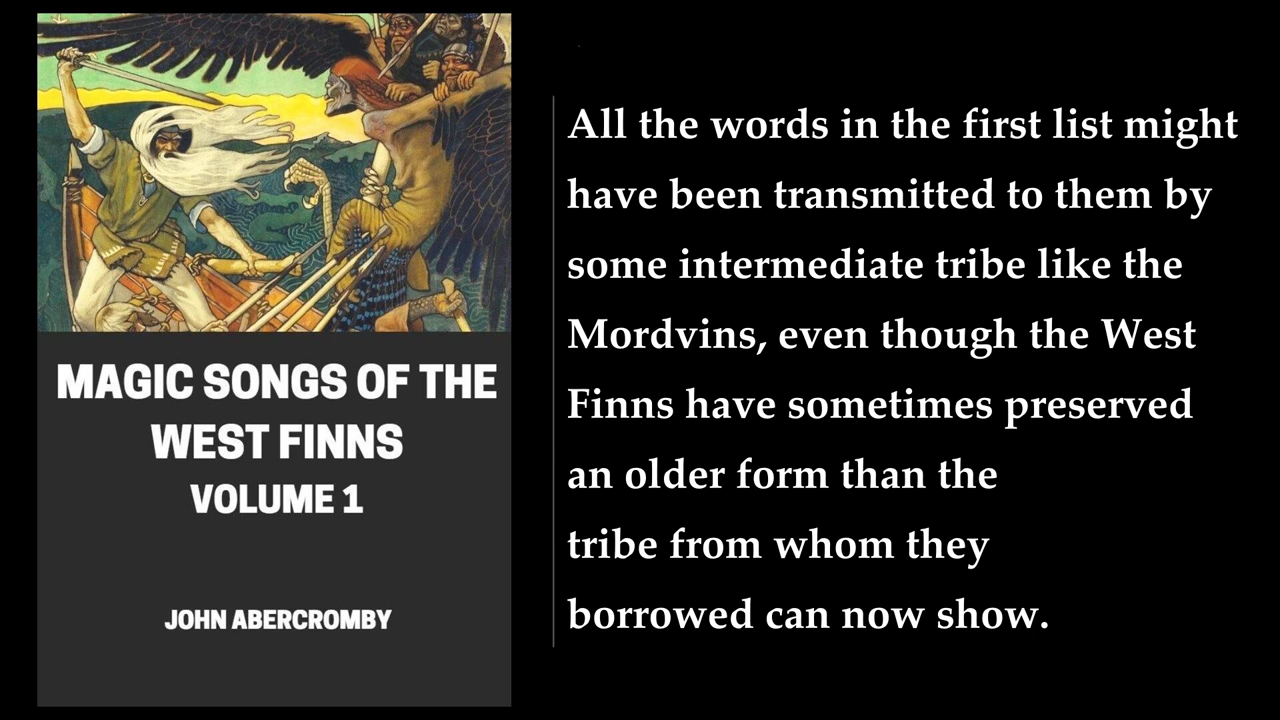 MAGIC SONGS OF THE
WEST FINNS
VOLUME 1
JOHN ABERCROMBY
All the words in the first list might
have been transmitted to them by
some intermediate tribe like the
Mordvins, even though the West
Finns have sometimes preserved
an older form than the
tribe from whom they
borrowed can now show.